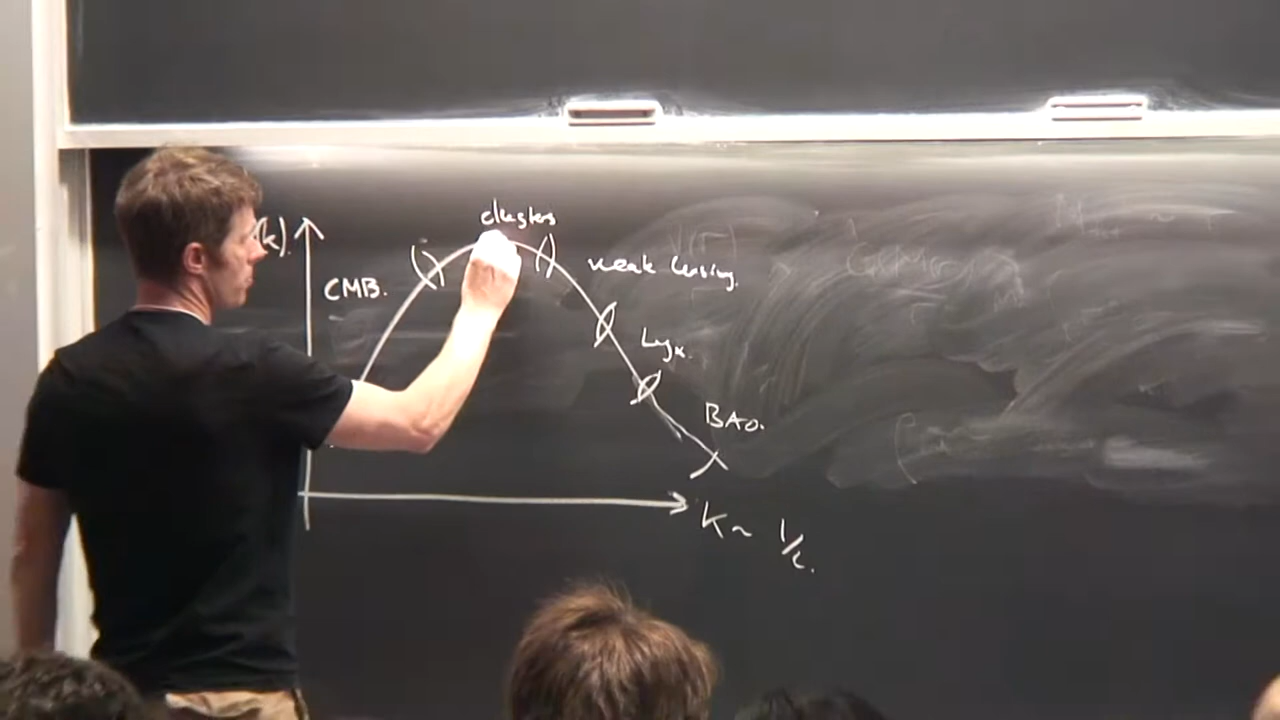 clusters
(k).
CMB.
weak lensing.
Lyα.
BAO.
K ~ 1/L.